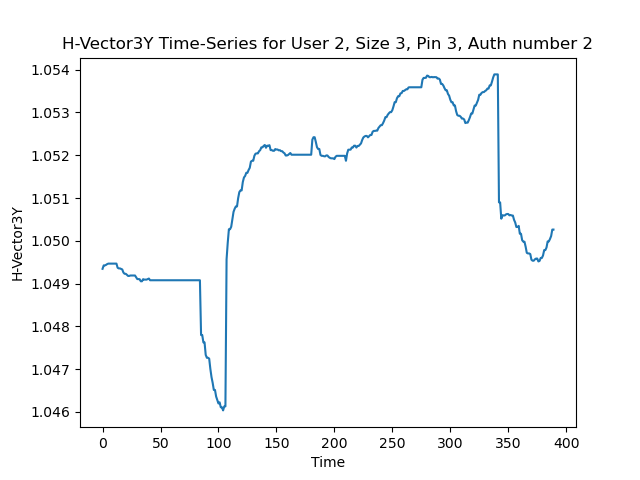 H-Vector3Y Time-Series for User 2, Size 3, Pin 3, Auth number 2
1.054
1.053
1.052
1.051
1.050
1.049
1.048
1.047
1.046
H-Vector3Y
0 50 100 150 200 250 300 350 400
Time